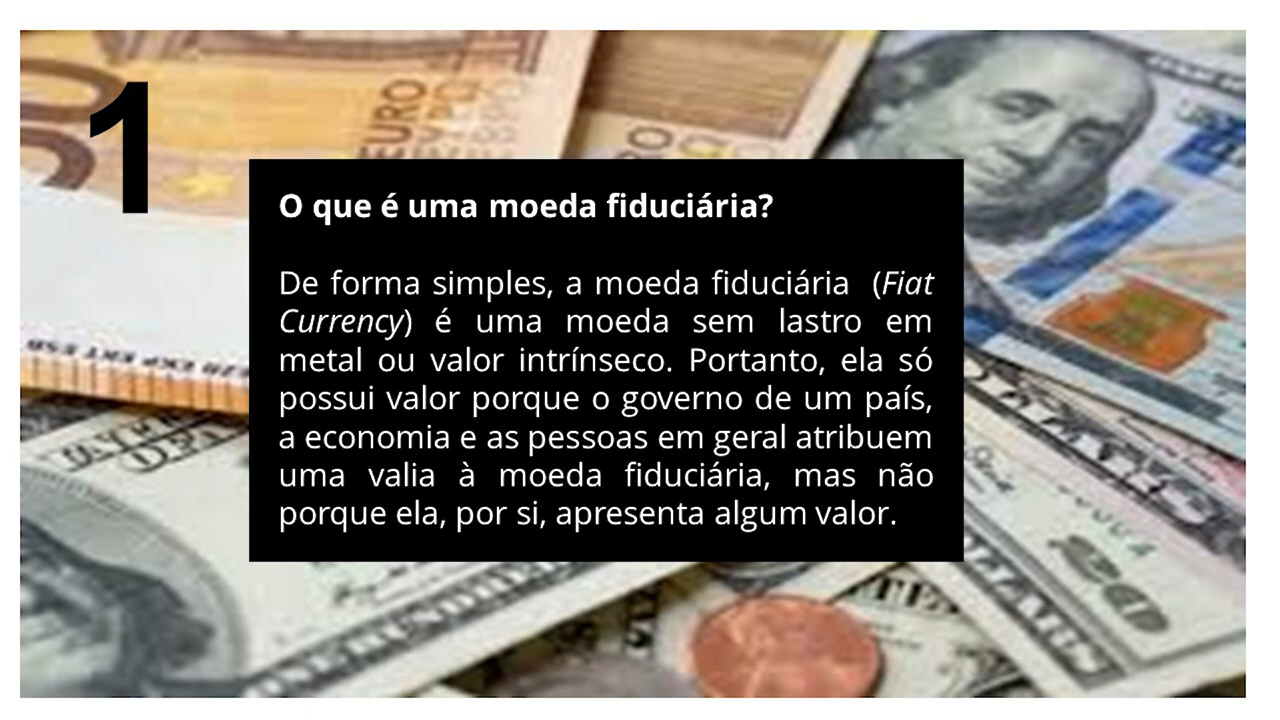 1
O que é uma moeda fiduciária?
De forma simples, a moeda fiduciária (Fiat
Currency) é uma moeda sem lastro em
metal ou valor intrínseco. Portanto, ela só
possui valor porque o governo de um país,
a economia e as pessoas em geral atribuem
uma valia à moeda fiduciária, mas não
porque ela, por si, apresenta algum valor.
EURO
20